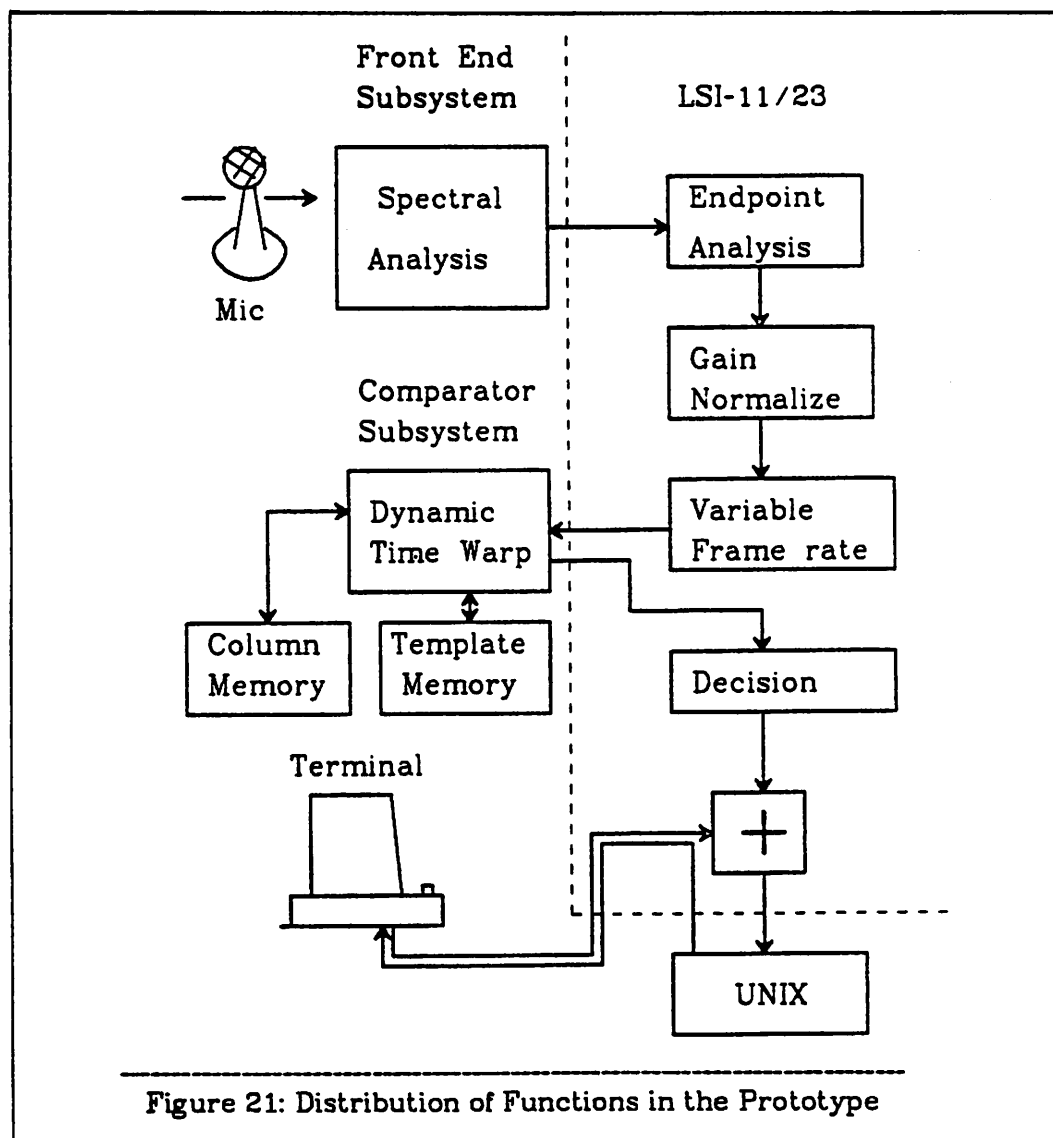 Front End
Subsystem
LSI-11/23
Spectral
Analysis
Endpoint
Analysis
Mic
Gain
Normalize
Comparator
Subsystem
Dynamic
Time Warp
Variable
Frame rate
Column
Memory
Template
Memory
Decision
Terminal
+
UNIX
Figure 21: Distribution of Functions in the Prototype